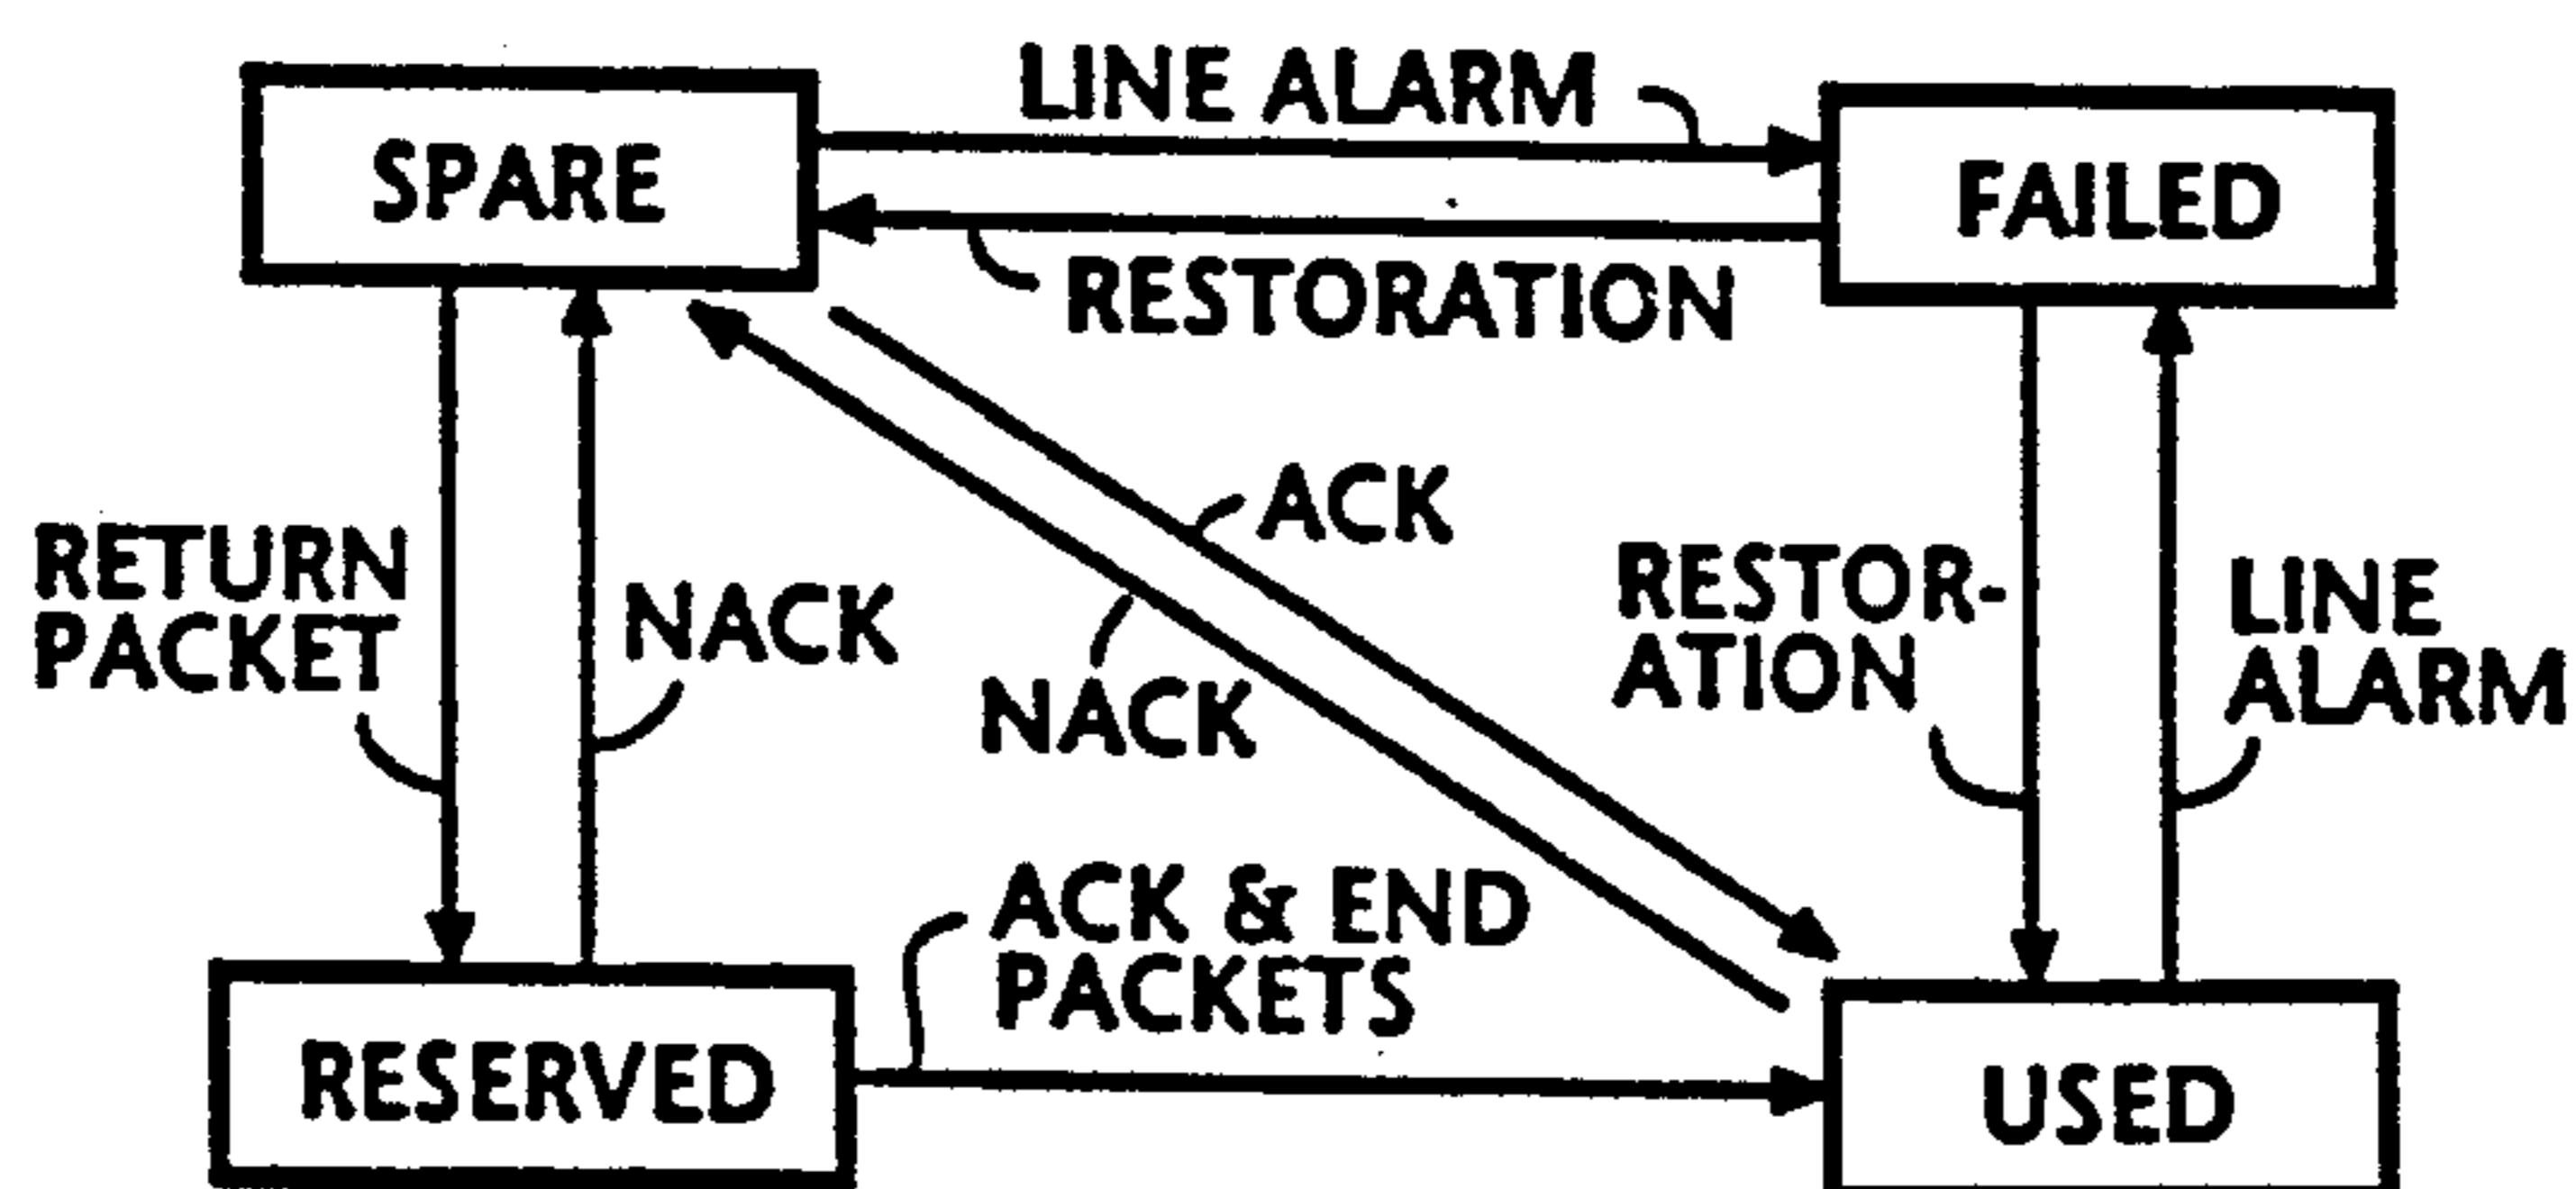 LINE ALARM
SPARE
FAILED
RESTORATION
ACK
RETURN
PACKET
NACK
NACK
RESTOR-
ATION
LINE
ALARM
ACK & END
PACKETS
RESERVED
USED